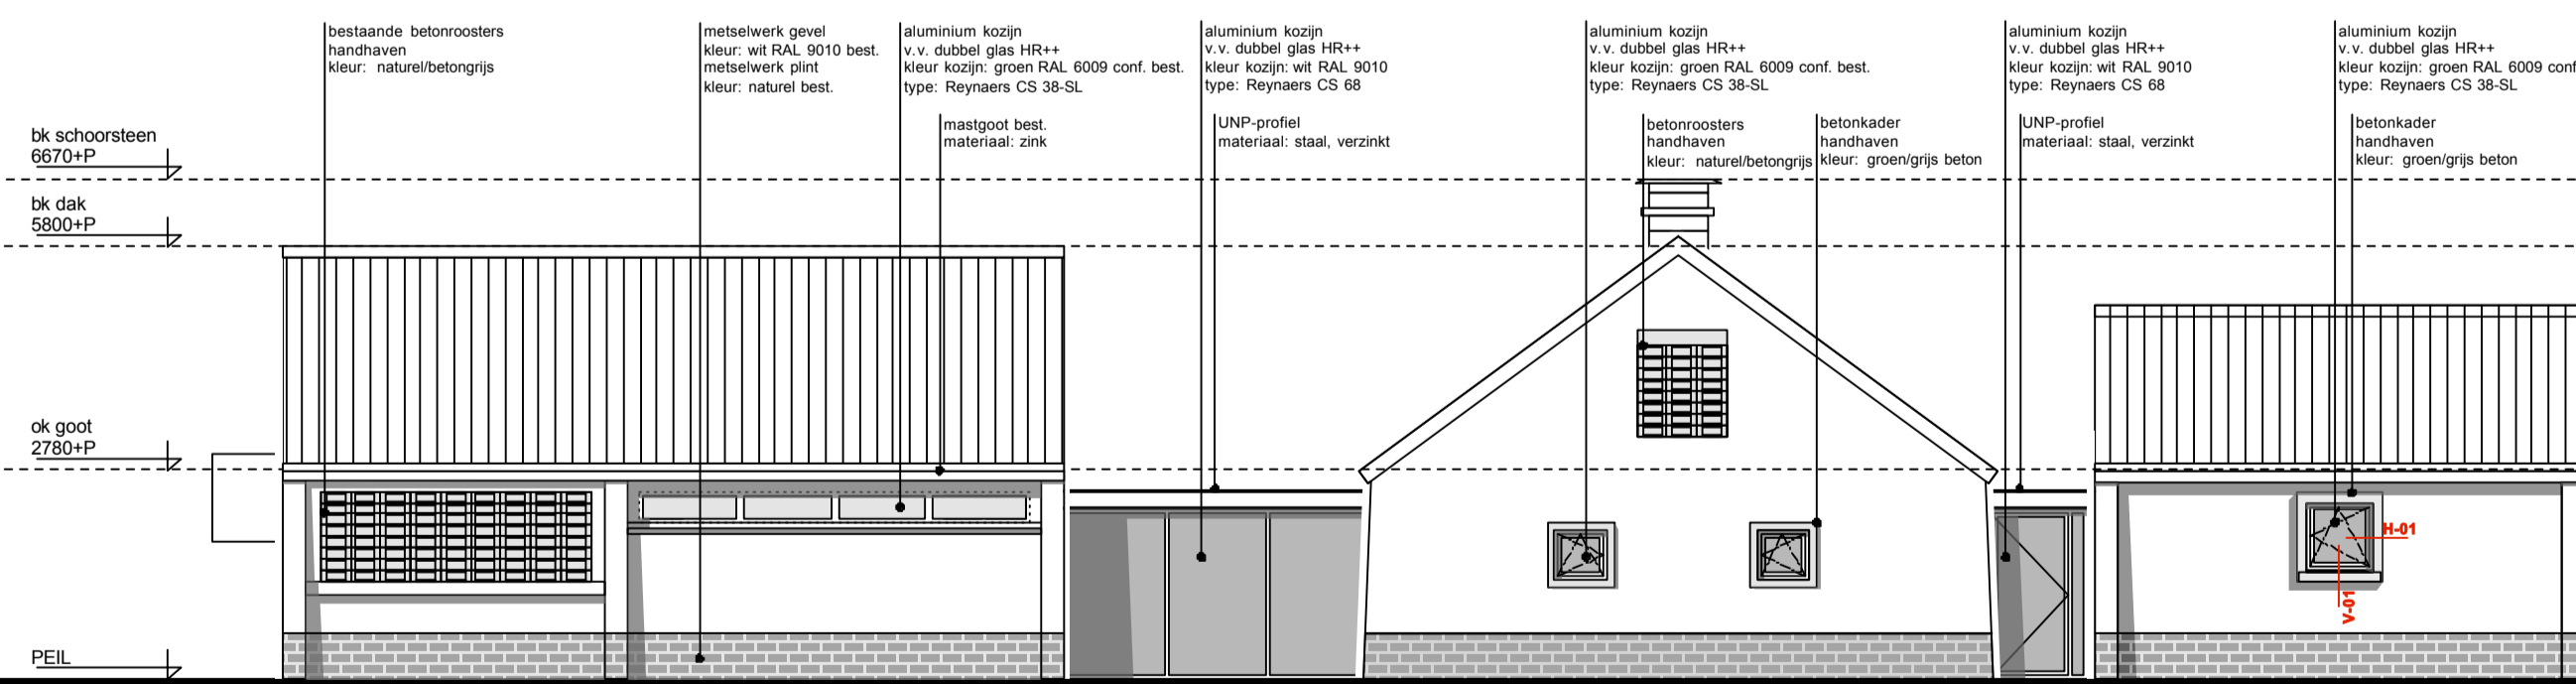 bestaande betonroosters
handhaven
kleur: naturel/betongrijs
metselwerk gevel
kleur: wit RAL 9010 best.
metselwerk plint
kleur: naturel best.
aluminium kozijn
v.v. dubbel glas HR++
kleur kozijn: groen RAL 6009 conf. best.
type: Reynaers CS 38-SL
mastgoot best.
materiaal: zink
aluminium kozijn
v.v. dubbel glas HR++
kleur kozijn: wit RAL 9010
type: Reynaers CS 68
UNP-profiel
materiaal: staal, verzinkt
aluminium kozijn
v.v. dubbel glas HR++
kleur kozijn: groen RAL 6009 conf. best.
type: Reynaers CS 38-SL
betonroosters
handhaven
kleur: naturel/betongrijs
betonkader
handhaven
kleur: groen/grijs beton
aluminium kozijn
v.v. dubbel glas HR++
kleur kozijn: wit RAL 9010
type: Reynaers CS 68
UNP-profiel
materiaal: staal, verzinkt
aluminium kozijn
v.v. dubbel glas HR++
kleur kozijn: groen RAL 6009 conf
type: Reynaers CS 38-SL
betonkader
handhaven
kleur: groen/grijs beton
bk schoorsteen
6670+P
bk dak
5800+P
ok goot
2780+P
PEIL
H-01
V-01